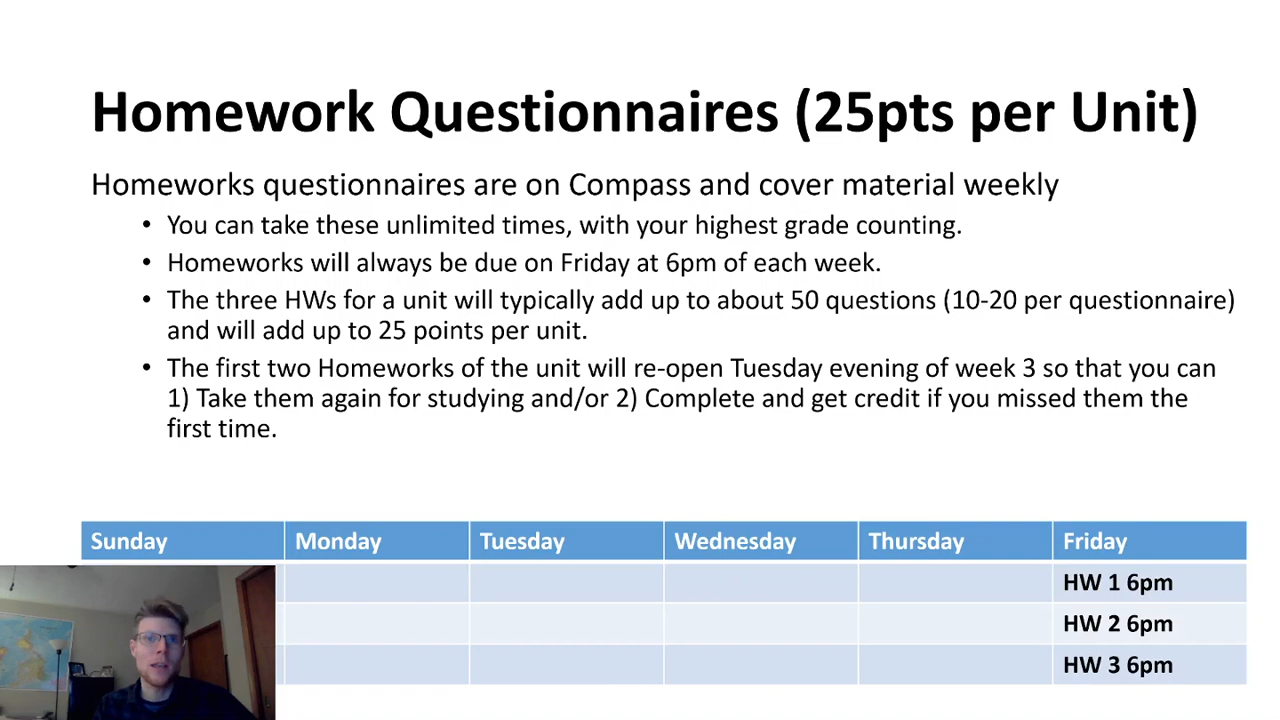 Homework Questionnaires (25pts per Unit)
Homeworks questionnaires are on Compass and cover material weekly
• You can take these unlimited times, with your highest grade counting.
• Homeworks will always be due on Friday at 6pm of each week.
• The three HWs for a unit will typically add up to about 50 questions (10-20 per questionnaire)
and will add up to 25 points per unit.
• The first two Homeworks of the unit will re-open Tuesday evening of week 3 so that you can
1) Take them again for studying and/or 2) Complete and get credit if you missed them the
first time.
Sunday Monday Tuesday Wednesday Thursday Friday
HW 1 6pm
HW 2 6pm
HW 3 6pm